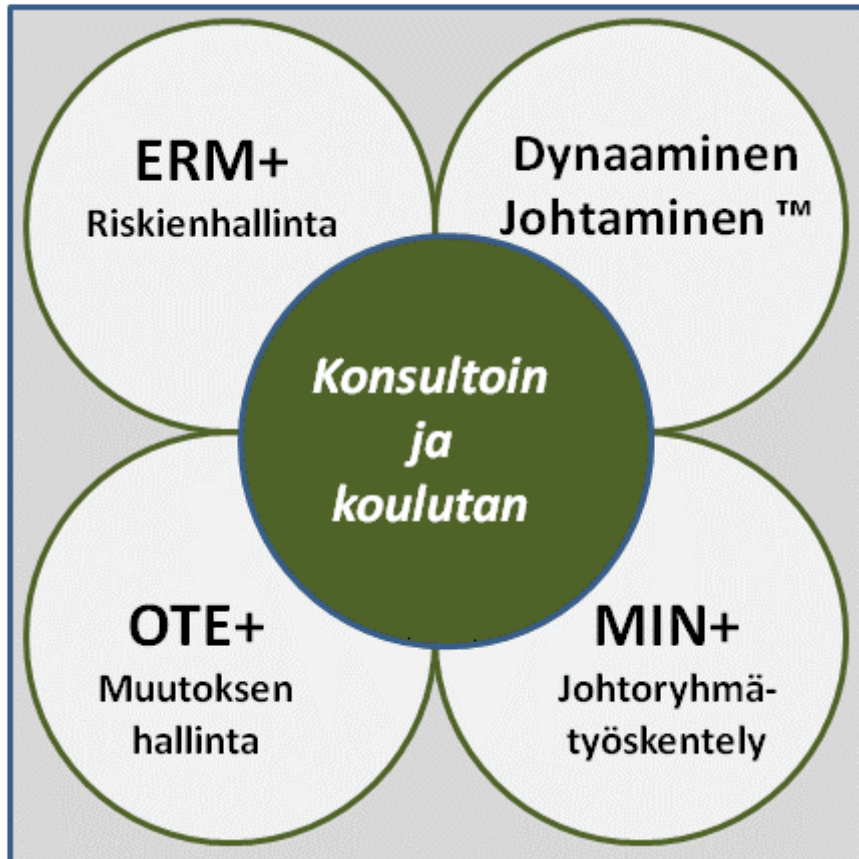 ERM+
Riskienhallinta
Dynaaminen
Johtaminen ™
Konsultoin
ja
koulutan
OTE+
Muutoksen
hallinta
MIN+
Johtoryhmä-
työskentely